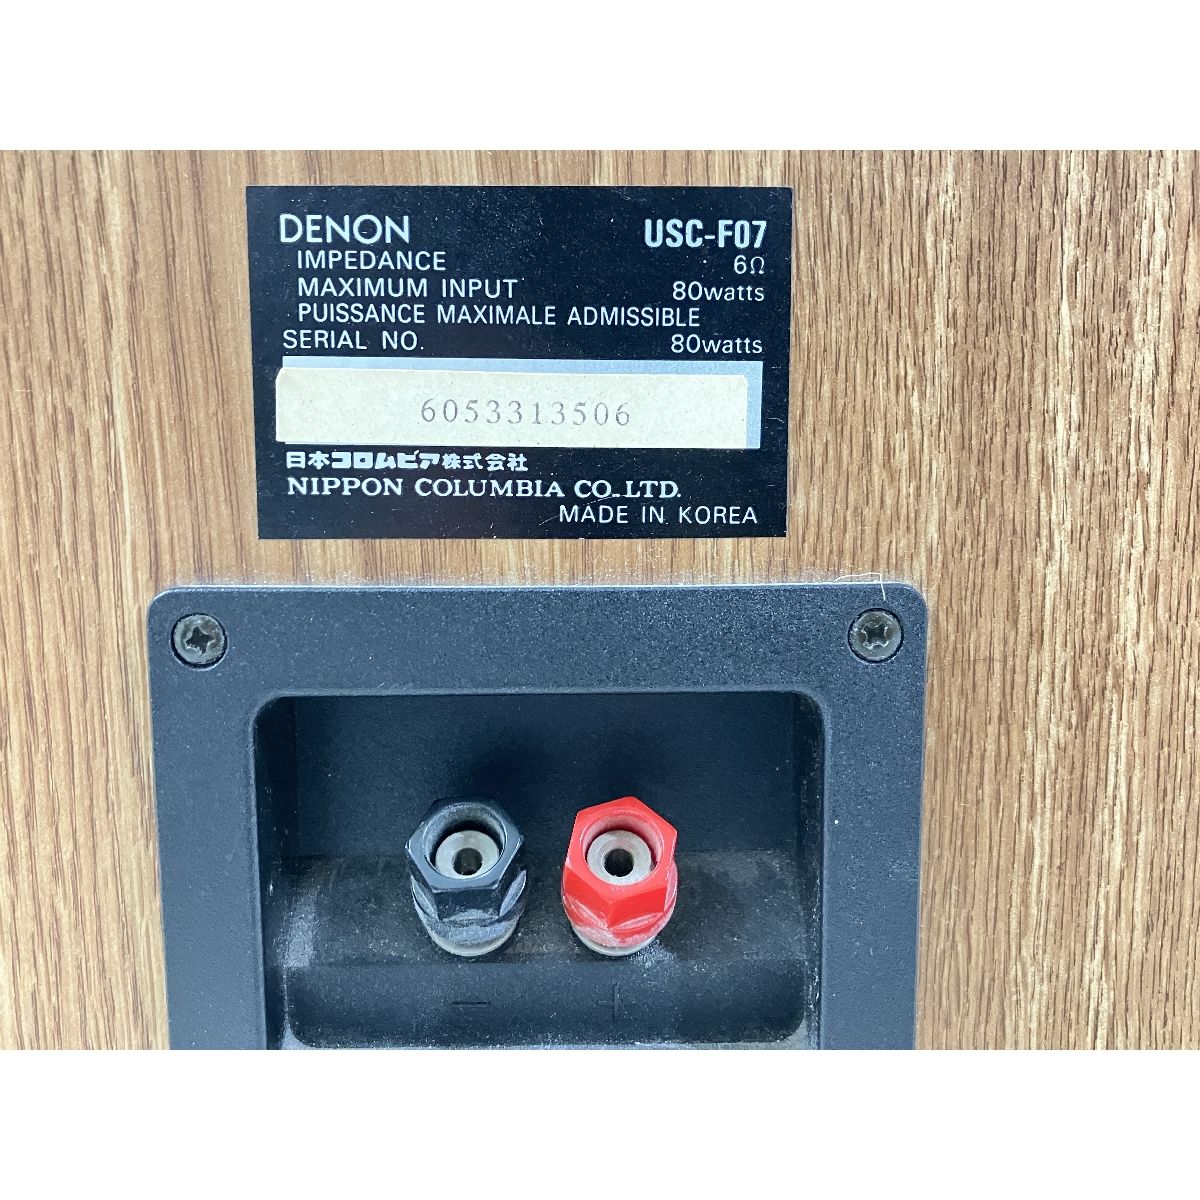 DENON USC-F07
IMPEDANCE 6Ω
MAXIMUM INPUT 80watts
PUISSANCE MAXIMALE ADMISSIBLE
SERIAL NO. 80watts
6053313506
日本コロムビア株式会社
NIPPON COLUMBIA CO.,LTD.
MADE IN KOREA
− +